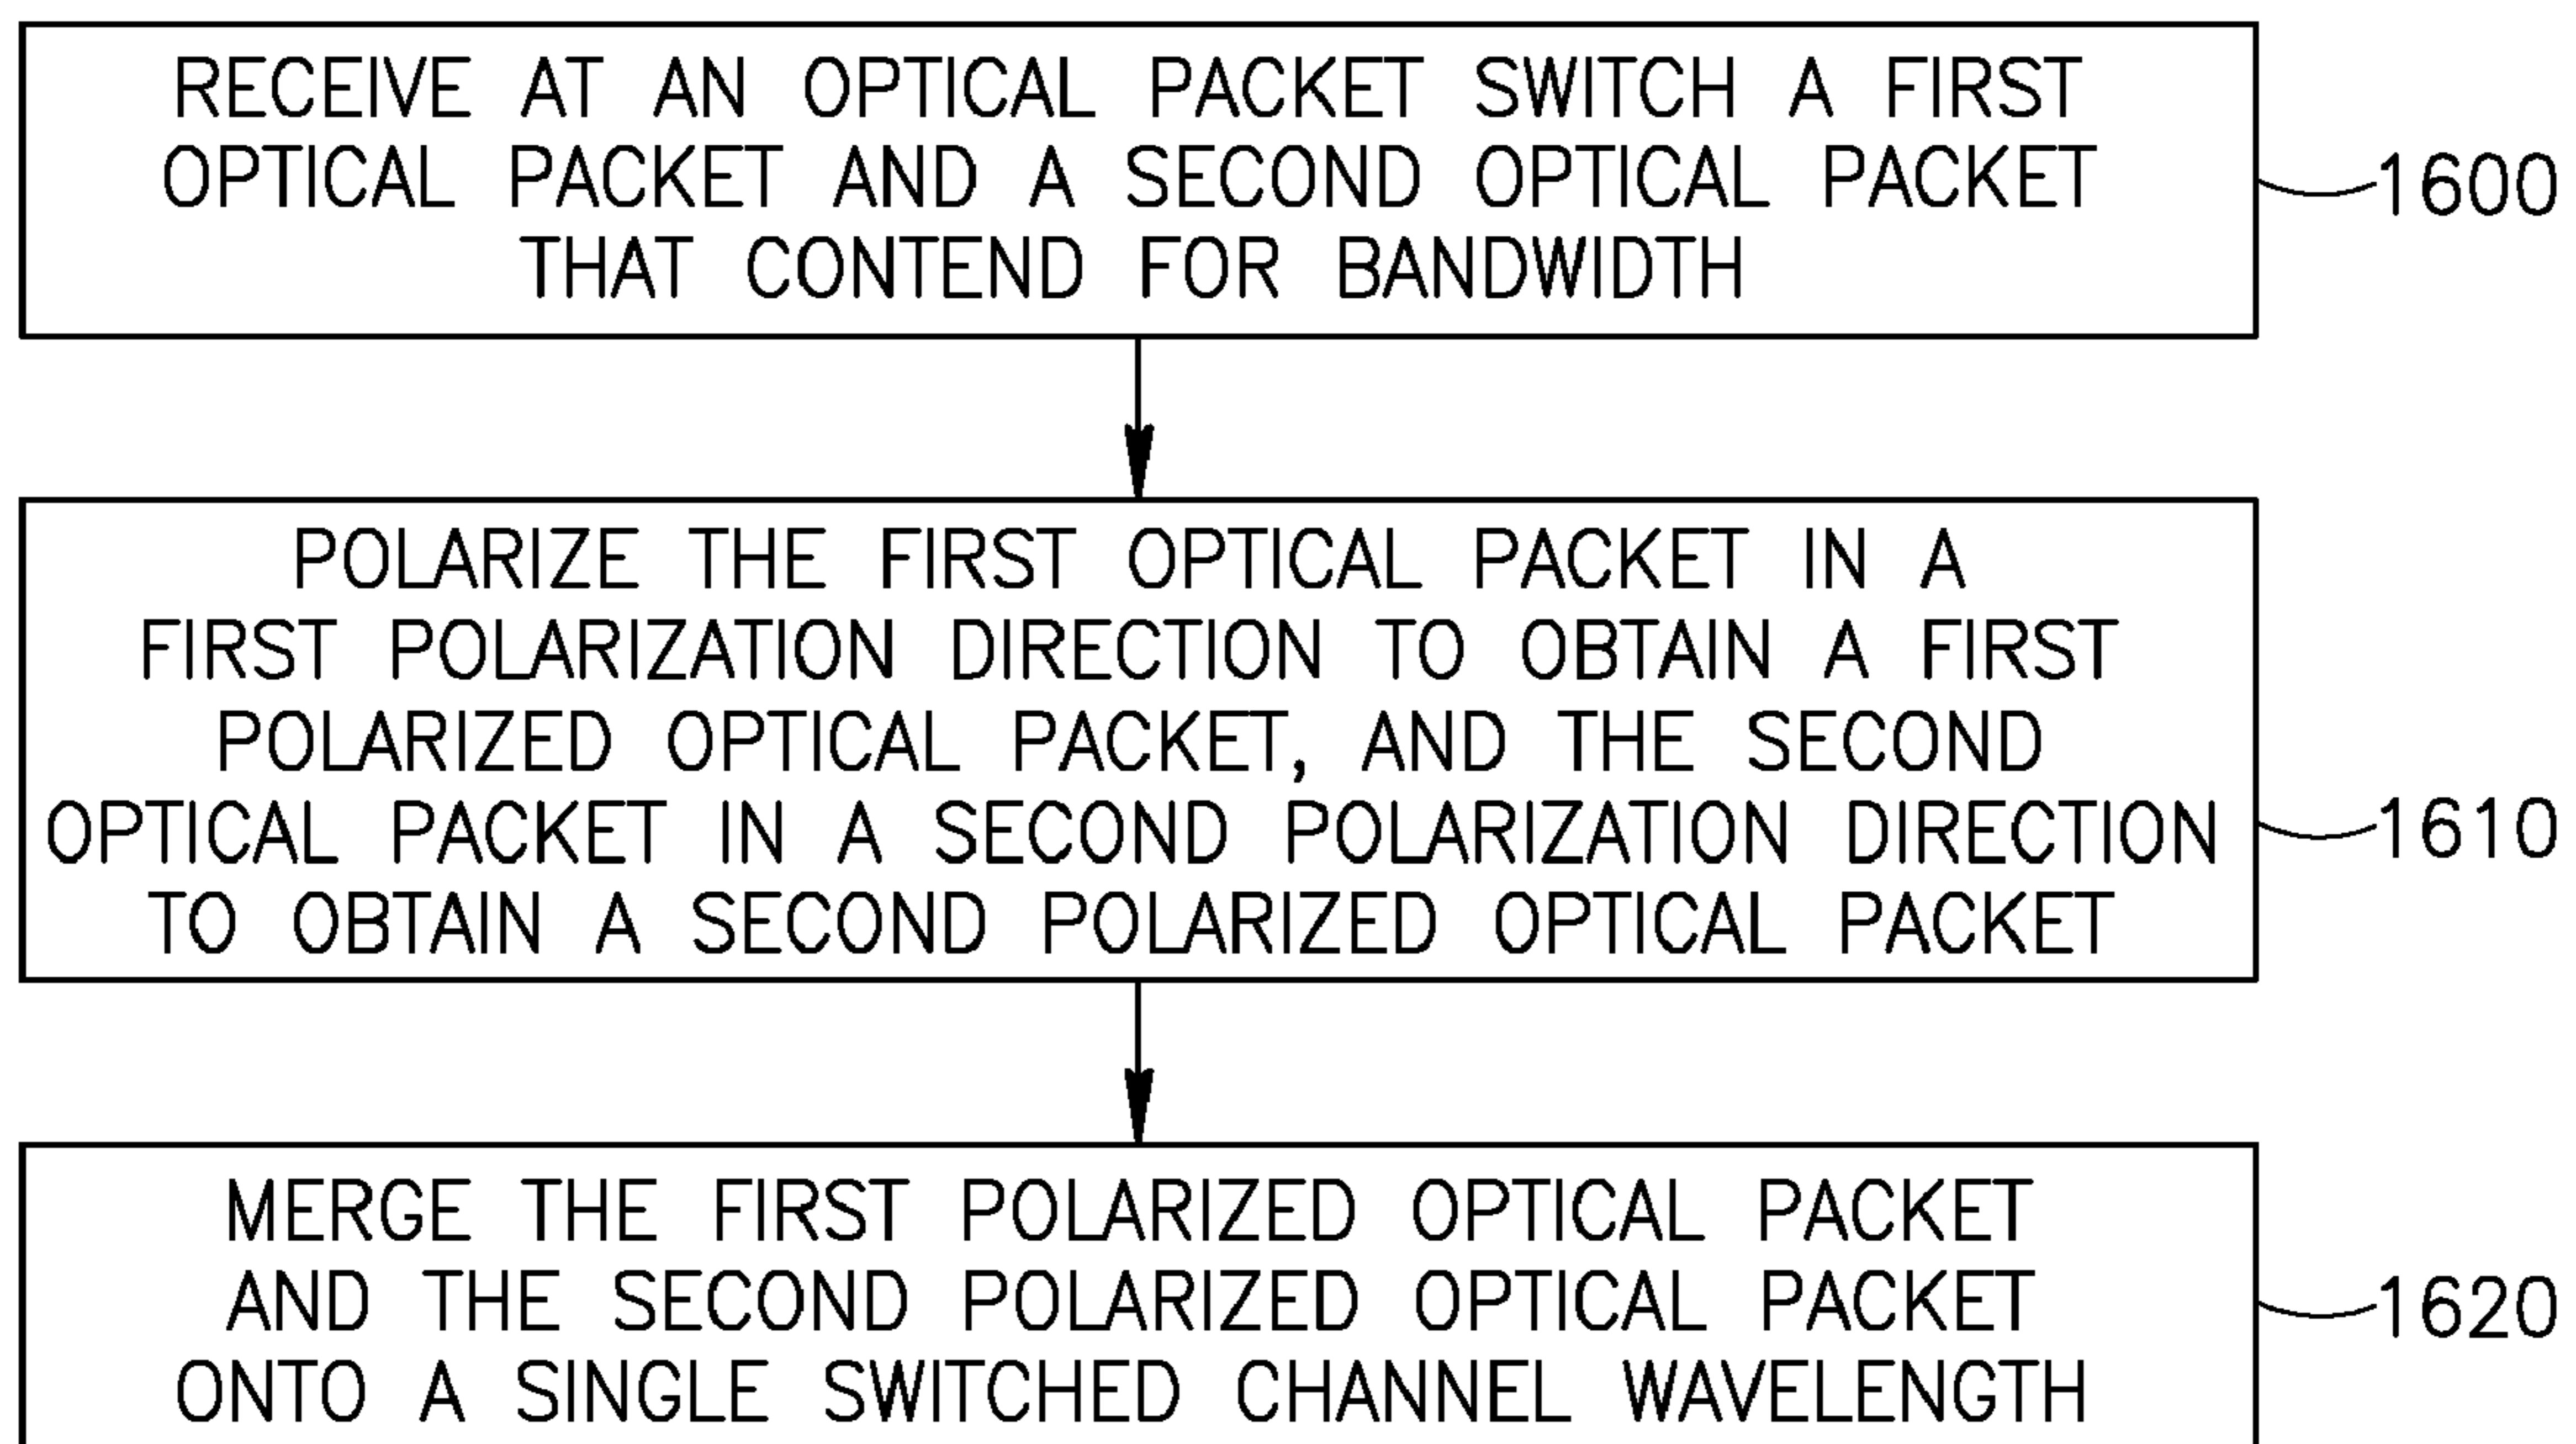 RECEIVE AT AN OPTICAL PACKET SWITCH A FIRST
OPTICAL PACKET AND A SECOND OPTICAL PACKET
THAT CONTEND FOR BANDWIDTH
1600
POLARIZE THE FIRST OPTICAL PACKET IN A
FIRST POLARIZATION DIRECTION TO OBTAIN A FIRST
POLARIZED OPTICAL PACKET, AND THE SECOND
OPTICAL PACKET IN A SECOND POLARIZATION DIRECTION
TO OBTAIN A SECOND POLARIZED OPTICAL PACKET
1610
MERGE THE FIRST POLARIZED OPTICAL PACKET
AND THE SECOND POLARIZED OPTICAL PACKET
ONTO A SINGLE SWITCHED CHANNEL WAVELENGTH
1620